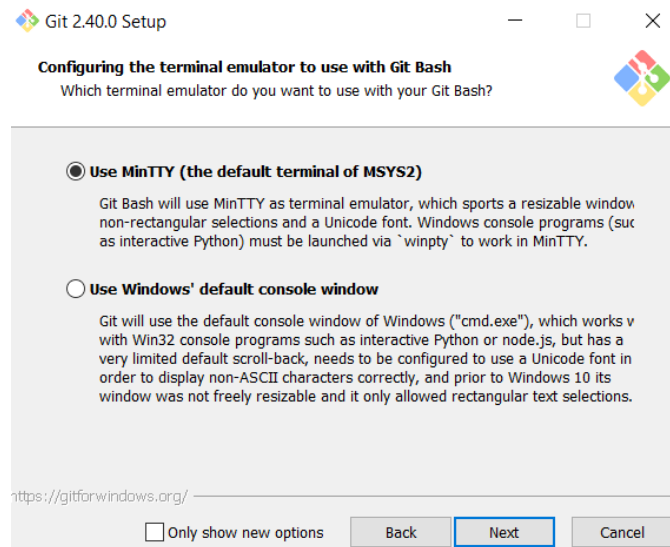 Git 2.40.0 Setup
Configuring the terminal emulator to use with Git Bash
Which terminal emulator do you want to use with your Git Bash?
Use MinTTY (the default terminal of MSYS2)
Git Bash will use MinTTY as terminal emulator, which sports a resizable window
non-rectangular selections and a Unicode font. Windows console programs (suc
as interactive Python) must be launched via `winpty` to work in MinTTY.
Use Windows' default console window
Git will use the default console window of Windows ("cmd.exe"), which works
with Win32 console programs such as interactive Python or node.js, but has a
very limited default scroll-back, needs to be configured to use a Unicode font in
order to display non-ASCII characters correctly, and prior to Windows 10 its
window was not freely resizable and it only allowed rectangular text selections.
https://gitforwindows.org/
Only show new options
Back
Next
Cancel